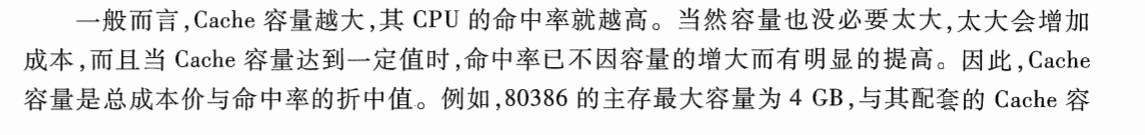 一般而言,Cache 容量越大,其 CPU 的命中率就越高。当然容量也没必要太大,太大会增加
成本,而且当 Cache 容量达到一定值时,命中率已不因容量的增大而有明显的提高。因此,Cache
容量是总成本价与命中率的折中值。例如,80386 的主存最大容量为 4 GB,与其配套的 Cache 容